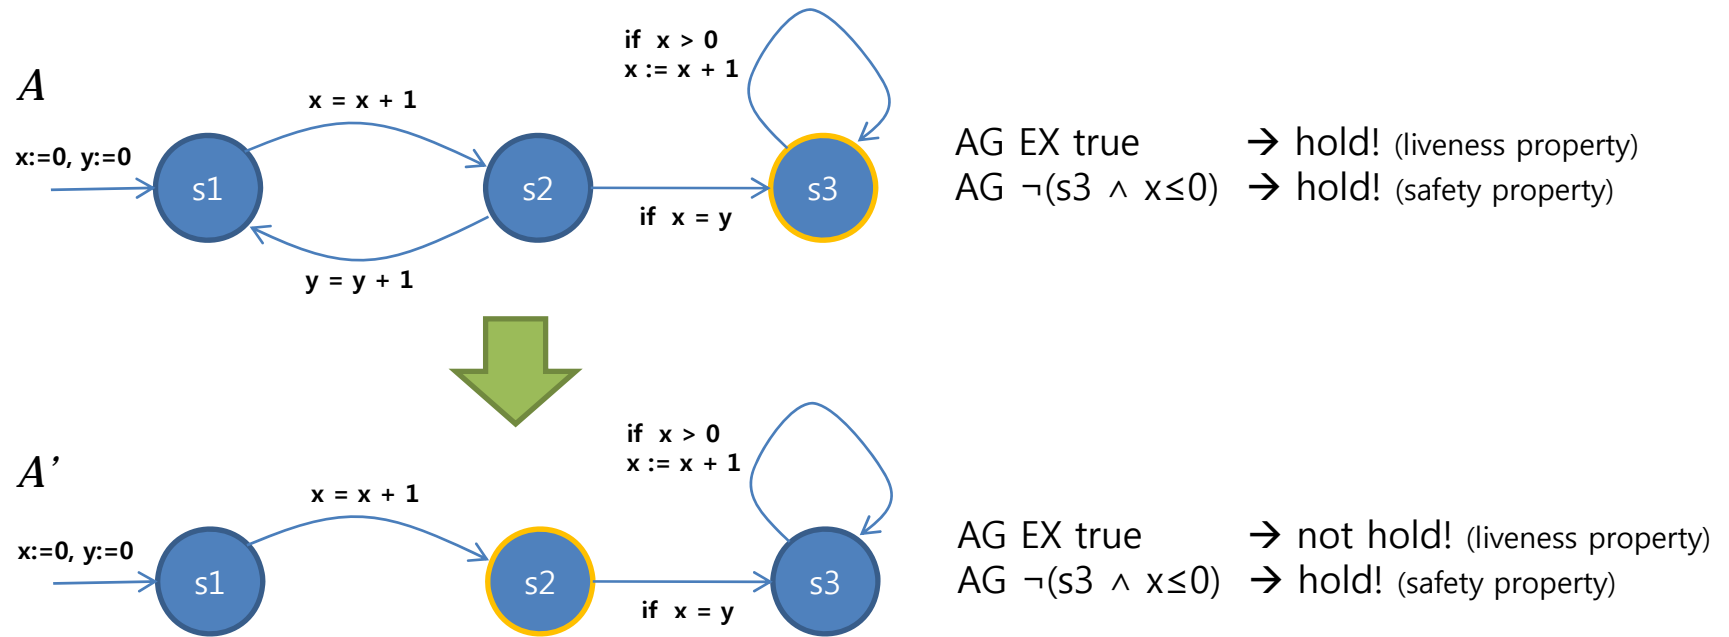 A
x:=0, y:=0
s1
x = x + 1
y = y + 1
s2
if x = y
if x > 0
x := x + 1
s3
AG EX true → hold! (liveness property)
AG ¬(s3 ∧ x≤0) → hold! (safety property)
A’
x:=0, y:=0
s1
x = x + 1
s2
if x = y
if x > 0
x := x + 1
s3
AG EX true → not hold! (liveness property)
AG ¬(s3 ∧ x≤0) → hold! (safety property)